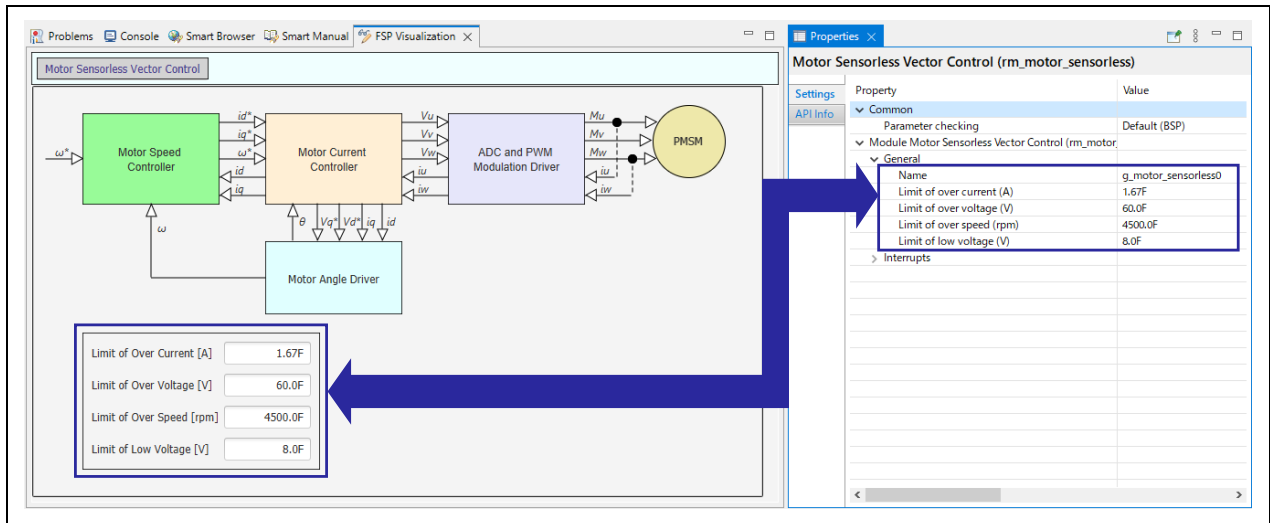 Problems Console Smart Browser Smart Manual FSP Visualization
Motor Sensorless Vector Control
ω*
Motor Speed
Controller
id*
iq*
ω*
id
iq
Motor Current
Controller
Vu
Vv
Vw
iu
iw
ADC and PWM
Modulation Driver
Mu
Mv
Mw
iu
iw
PMSM
ω
θ Vq* Vd* iq id
Motor Angle Driver
Limit of Over Current [A] 1.67F
Limit of Over Voltage [V] 60.0F
Limit of Over Speed [rpm] 4500.0F
Limit of Low Voltage [V] 8.0F
Properties
Motor Sensorless Vector Control (rm_motor_sensorless)
Settings
API Info
Property Value
Common
Parameter checking Default (BSP)
Module Motor Sensorless Vector Control (rm_motor_
General
Name g_motor_sensorless0
Limit of over current (A) 1.67F
Limit of over voltage (V) 60.0F
Limit of over speed (rpm) 4500.0F
Limit of low voltage (V) 8.0F
Interrupts